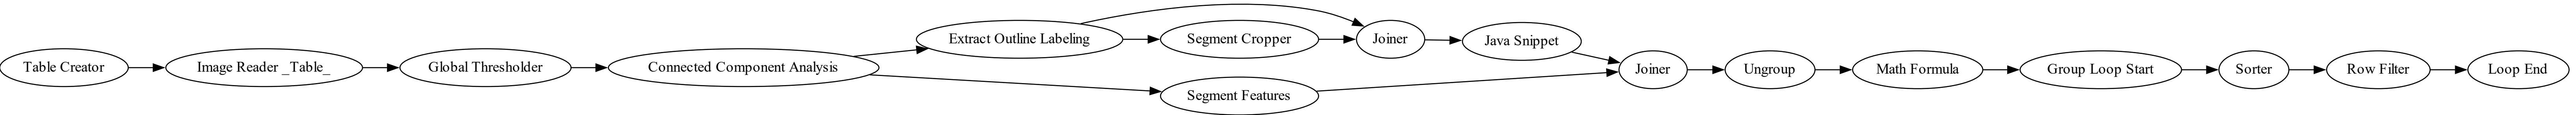 Table Creator
Image Reader _Table_
Global Thresholder
Connected Component Analysis
Extract Outline Labeling
Segment Cropper
Joiner
Java Snippet
Segment Features
Joiner
Ungroup
Math Formula
Group Loop Start
Sorter
Row Filter
Loop End